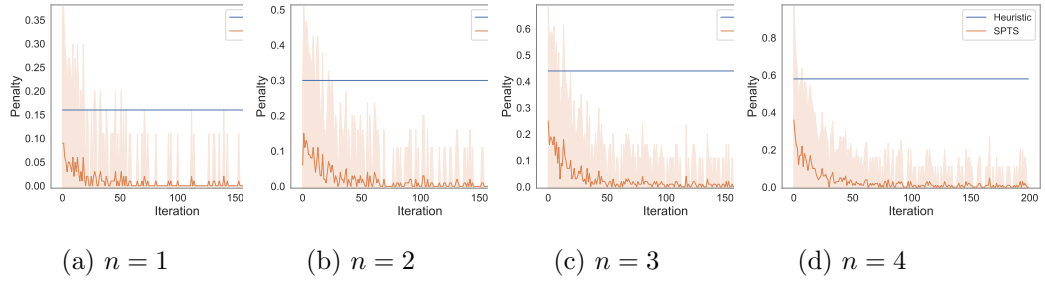 Penalty
0.35
0.30
0.25
0.20
0.15
0.10
0.05
0.00
0 50 100 150
Iteration
(a) n = 1
Penalty
0.5
0.4
0.3
0.2
0.1
0.0
0 50 100 150
Iteration
(b) n = 2
Penalty
0.6
0.5
0.4
0.3
0.2
0.1
0.0
0 50 100 150
Iteration
(c) n = 3
Penalty
0.8
0.6
0.4
0.2
0.0
0 50 100 150 200
Iteration
Heuristic
SPTS
(d) n = 4